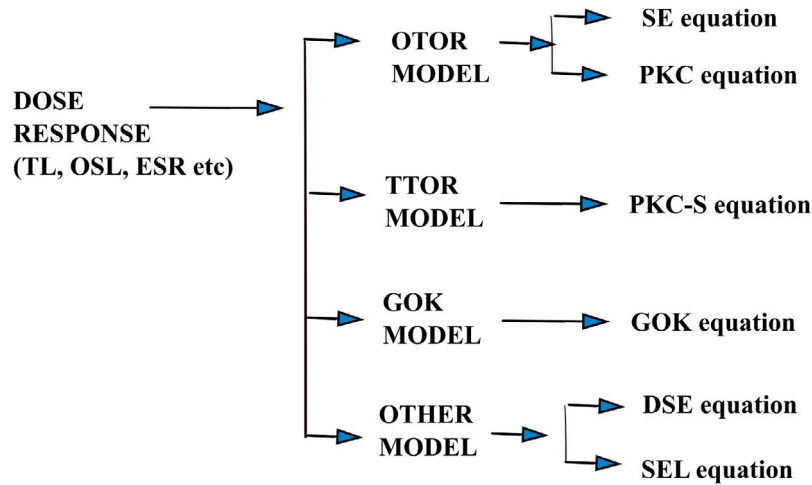 DOSE
RESPONSE
(TL, OSL, ESR etc)
OTOR
MODEL
SE equation
PKC equation
TTOR
MODEL
PKC-S equation
GOK
MODEL
GOK equation
OTHER
MODEL
DSE equation
SEL equation